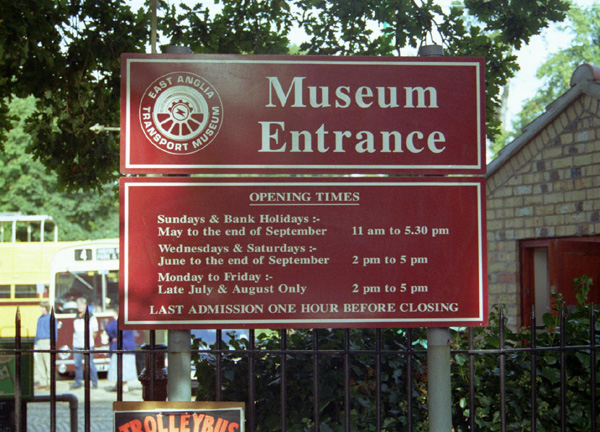 EAST ANGLIA
TRANSPORT MUSEUM
Museum
Entrance
OPENING TIMES
Sundays & Bank Holidays :-
May to the end of September 11 am to 5.30 pm
Wednesdays & Saturdays :-
June to the end of September 2 pm to 5 pm
Monday to Friday :-
Late July & August Only 2 pm to 5 pm
LAST ADMISSION ONE HOUR BEFORE CLOSING
4
TROLLEYBUS